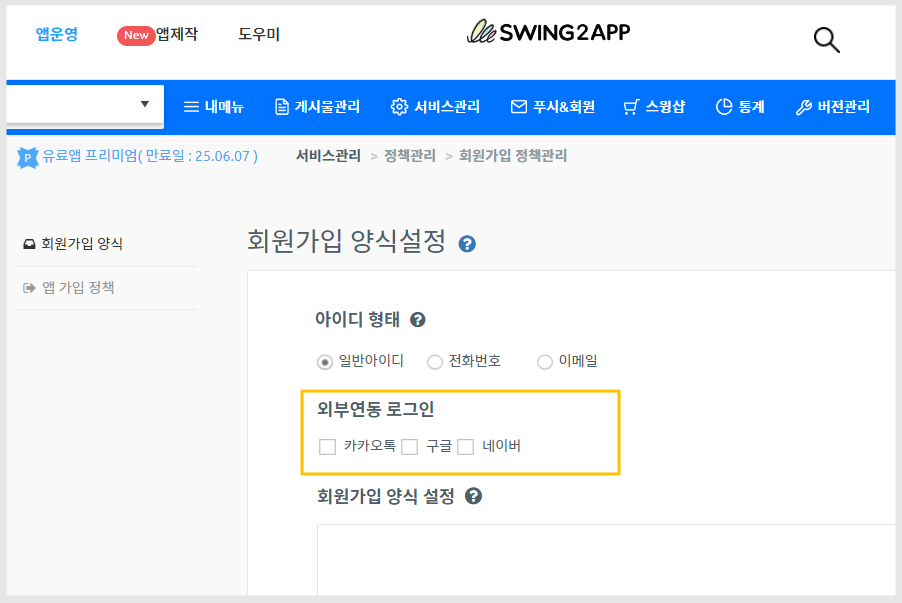 앱운영 New 앱제작 도우미 SWING2APP
내메뉴 게시물관리 서비스관리 푸시&회원 스윙샵 통계 버전관리
P 유료앱 프리미엄( 만료일 : 25.06.07 ) 서비스관리 > 정책관리 > 회원가입 정책관리
회원가입 양식
앱 가입 정책
회원가입 양식설정 ?
아이디 형태 ?
일반아이디 전화번호 이메일
외부연동 로그인
카카오톡 구글 네이버
회원가입 양식 설정 ?